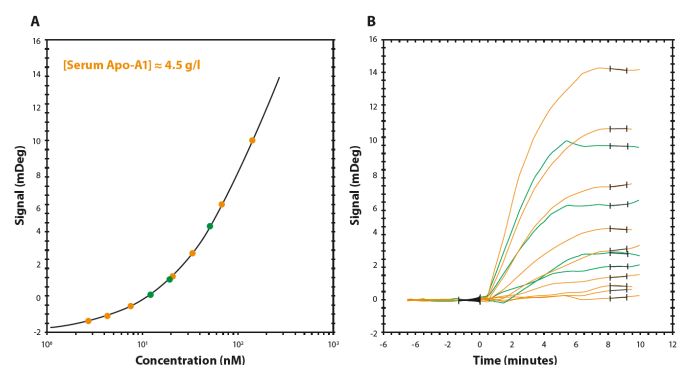 A
B
[Serum Apo-A1] ≈ 4.5 g/l
16
14
12
10
8
6
4
2
0
-2
Signal (mDeg)
10⁰ 10¹ 10² 10³
Concentration (nM)
16
14
12
10
8
6
4
2
0
-2
Signal (mDeg)
-6 -4 -2 0 2 4 6 8 10 12
Time (minutes)